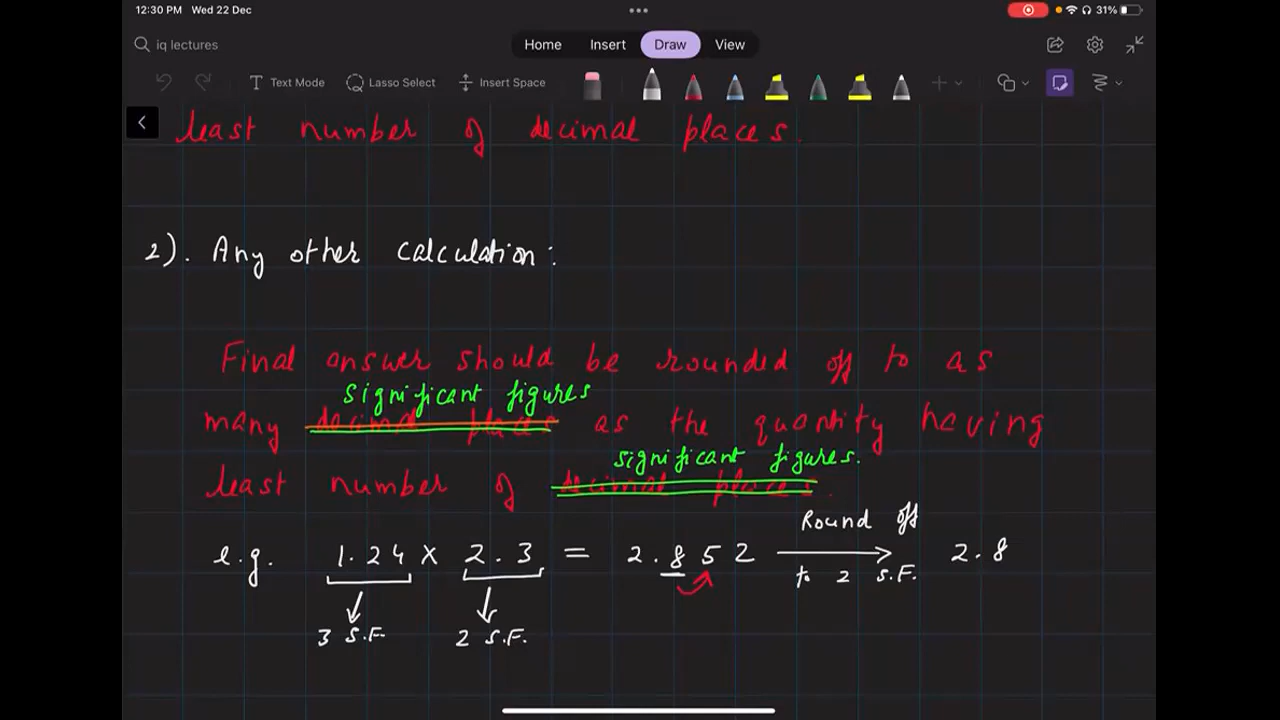 12:30 PM Wed 22 Dec
31%
iq lectures
Home Insert Draw View
Text Mode Lasso Select Insert Space
least number of decimal places.
2). Any other calculation:
Final answer should be rounded off to as
significant figures
many decimal places as the quantity having
significant figures.
least number of decimal places.
Round off
e.g. 1.24 x 2.3 = 2.852 2.8
to 2 S.F.
3 S.F. 2 S.F.